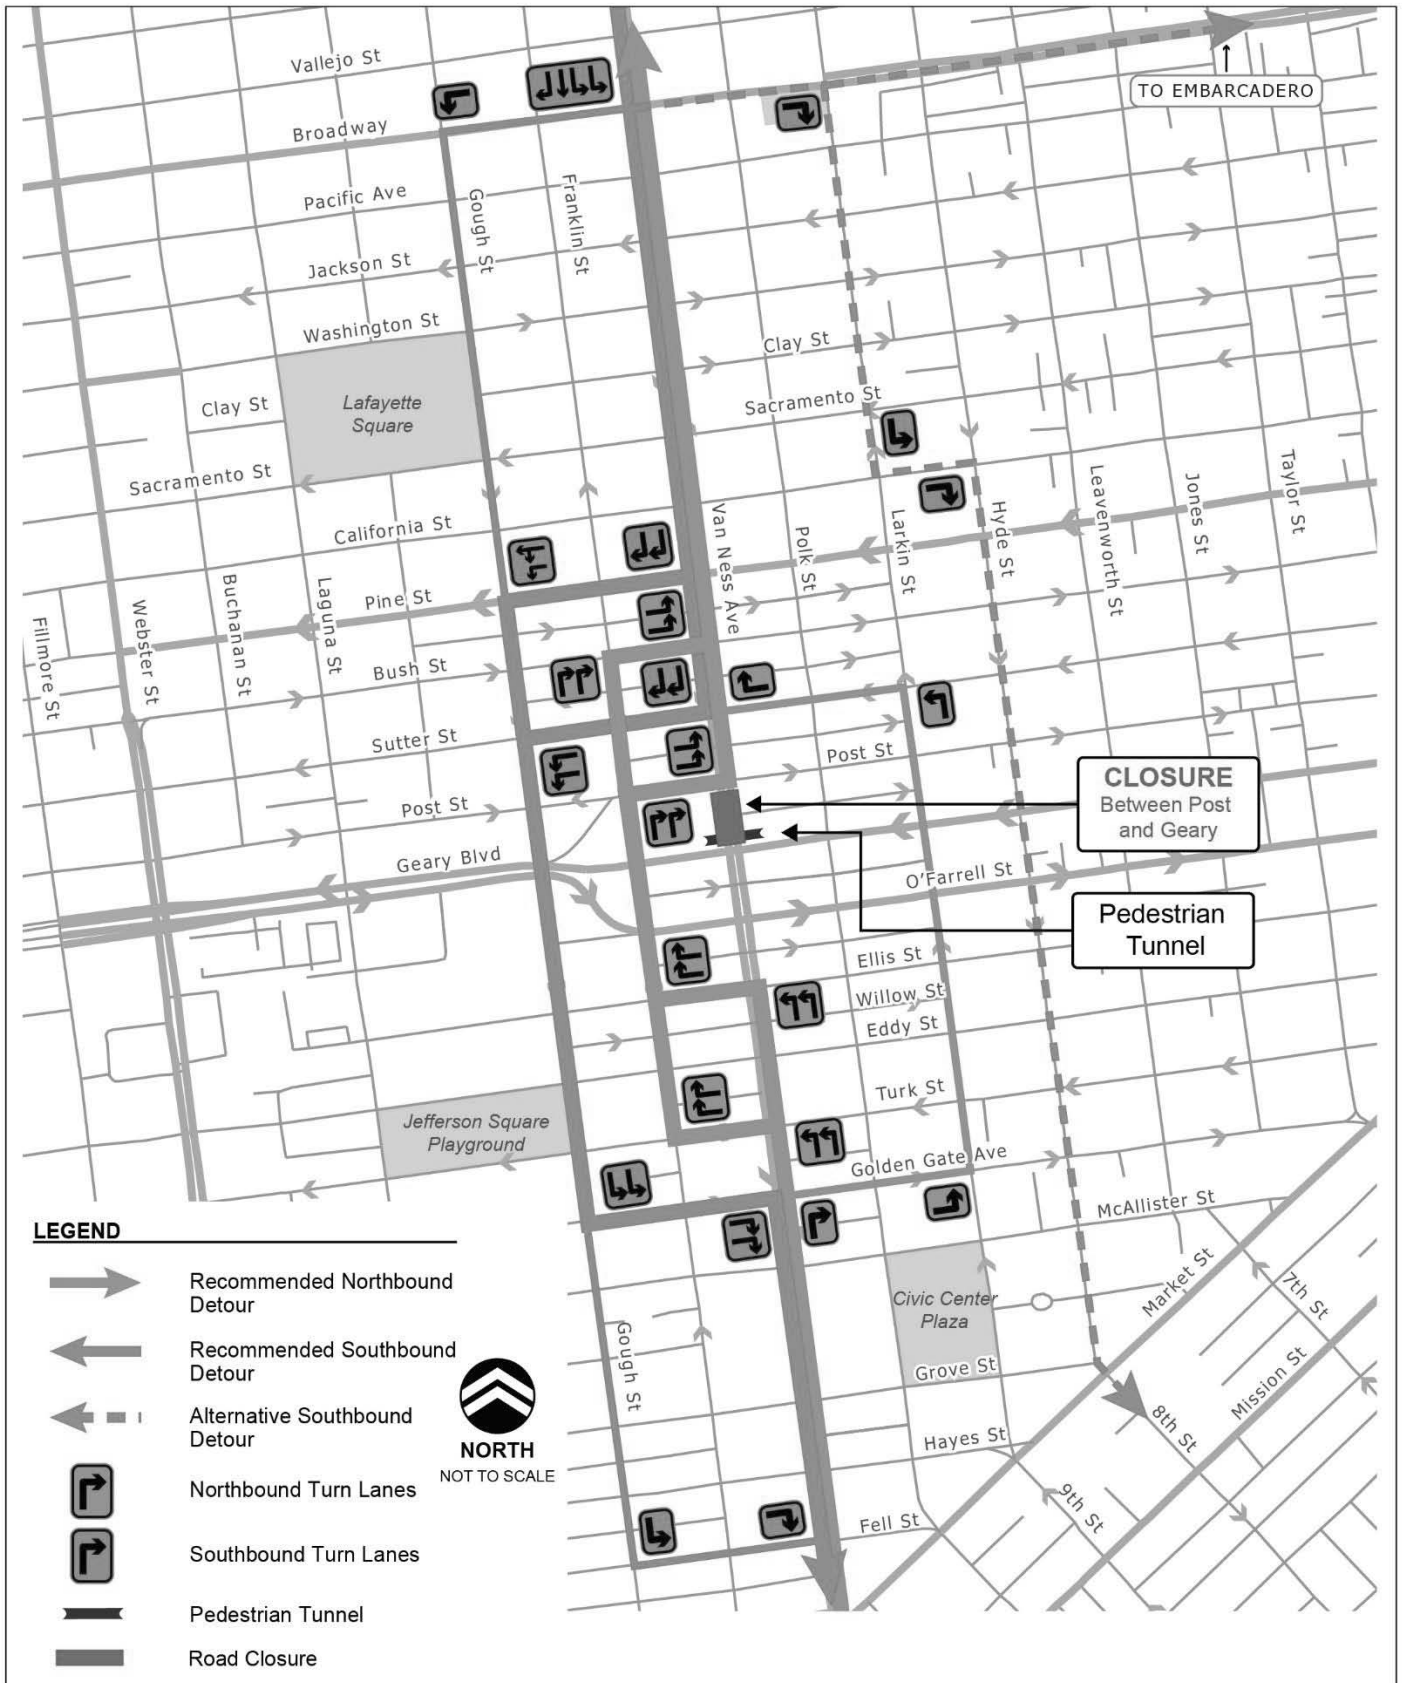 Vallejo St
TO EMBARCADERO
Broadway
Pacific Ave
Gough St
Franklin St
Jackson St
Washington St
Clay St
Lafayette
Square
Clay St
Sacramento St
Sacramento St
California St
Van Ness Ave
Polk St
Larkin St
Hyde St
Leavenworth St
Jones St
Taylor St
Fillmore St
Webster St
Buchanan St
Laguna St
Pine St
Bush St
Sutter St
Post St
Post St
CLOSURE
Between Post
and Geary
Geary Blvd
O'Farrell St
Pedestrian
Tunnel
Ellis St
Willow St
Eddy St
Turk St
Jefferson Square
Playground
Golden Gate Ave
McAllister St
Market St
7th St
Civic Center
Plaza
Mission St
Grove St
Gough St
8th St
Hayes St
9th St
Fell St
LEGEND
Recommended Northbound
Detour
Recommended Southbound
Detour
Alternative Southbound
Detour
NORTH
NOT TO SCALE
Northbound Turn Lanes
Southbound Turn Lanes
Pedestrian Tunnel
Road Closure